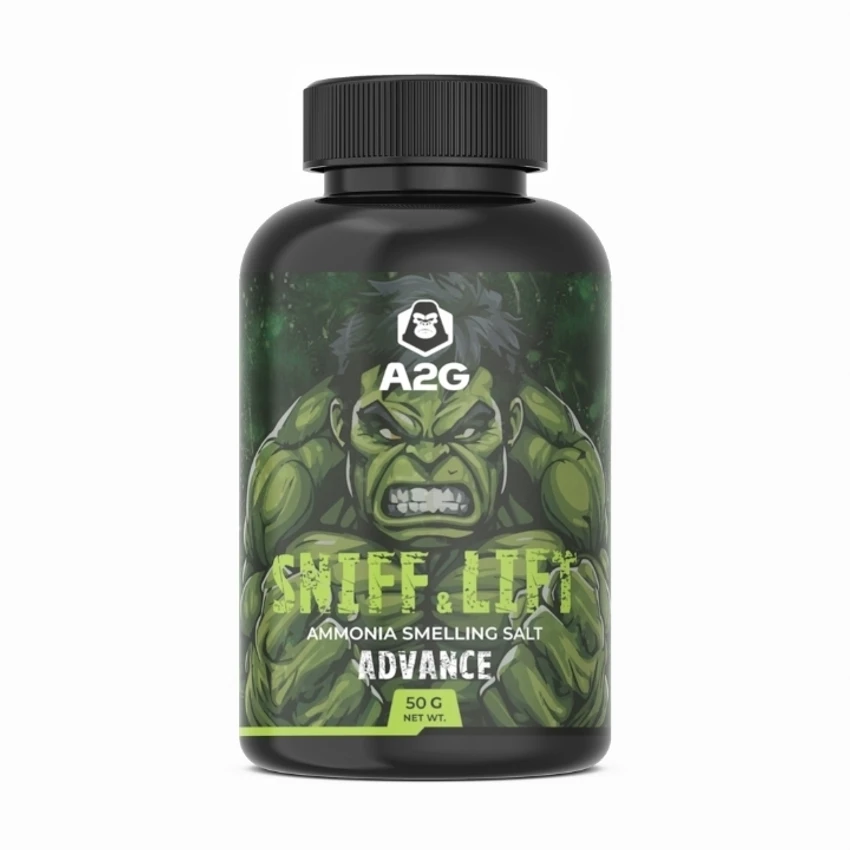 A2G
SNIFF & LIFT
AMMONIA SMELLING SALT
ADVANCE
50 G
NET WT.